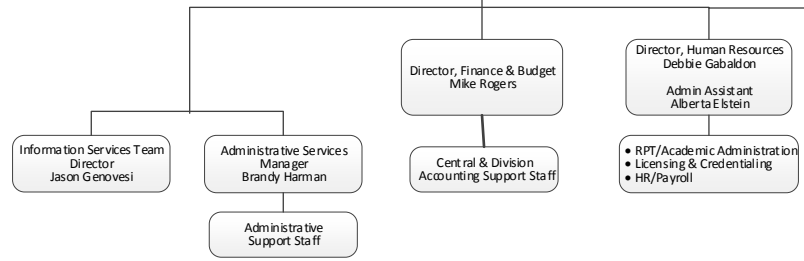 Director, Finance & Budget
Mike Rogers
Director, Human Resources
Debbie Gabaldon
Admin Assistant
Alberta Elstein
Information Services Team
Director
Jason Genovesi
Administrative Services
Manager
Brandy Harman
Central & Division
Accounting Support Staff
• RPT/Academic Administration
• Licensing & Credentialing
• HR/Payroll
Administrative
Support Staff